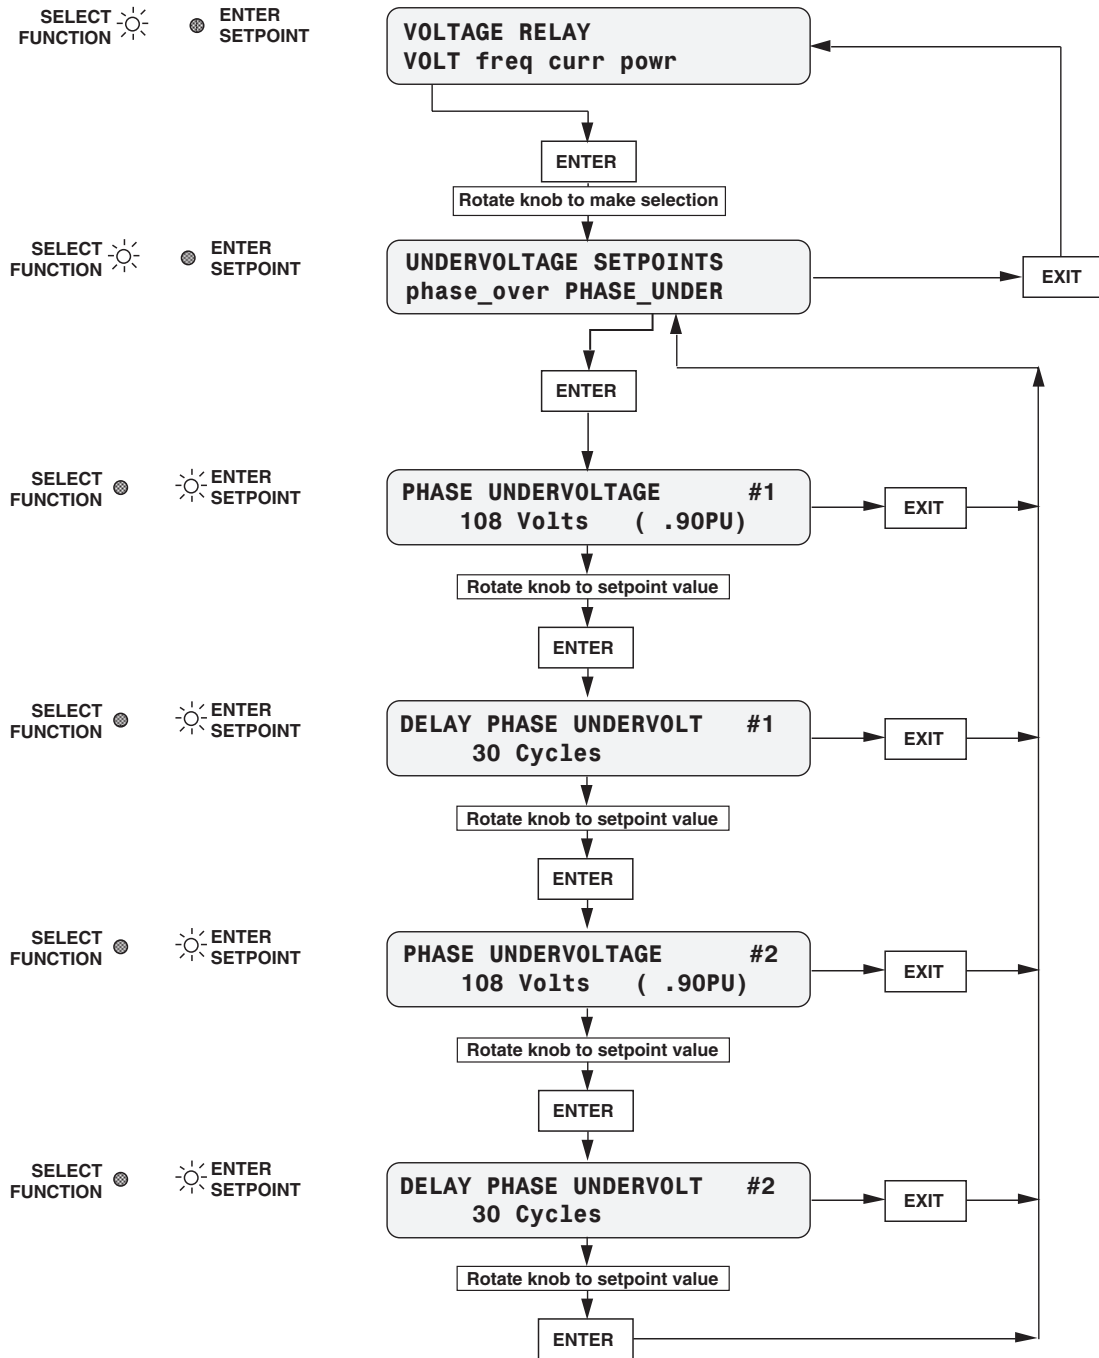 SELECT
FUNCTION
ENTER
SETPOINT
VOLTAGE RELAY
VOLT freq curr powr
ENTER
Rotate knob to make selection
SELECT
FUNCTION
ENTER
SETPOINT
UNDERVOLTAGE SETPOINTS
phase_over PHASE_UNDER
EXIT
ENTER
SELECT
FUNCTION
ENTER
SETPOINT
PHASE UNDERVOLTAGE #1
108 Volts ( .90PU)
EXIT
Rotate knob to setpoint value
ENTER
SELECT
FUNCTION
ENTER
SETPOINT
DELAY PHASE UNDERVOLT #1
30 Cycles
EXIT
Rotate knob to setpoint value
ENTER
SELECT
FUNCTION
ENTER
SETPOINT
PHASE UNDERVOLTAGE #2
108 Volts ( .90PU)
EXIT
Rotate knob to setpoint value
ENTER
SELECT
FUNCTION
ENTER
SETPOINT
DELAY PHASE UNDERVOLT #2
30 Cycles
EXIT
Rotate knob to setpoint value
ENTER